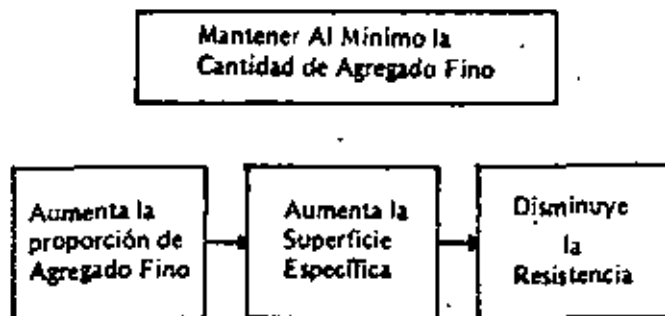 Mantener Al Mínimo la
Cantidad de Agregado Fino
Aumenta la
proporción de
Agregado Fino
Aumenta la
Superficie
Específica
Disminuye
la
Resistencia